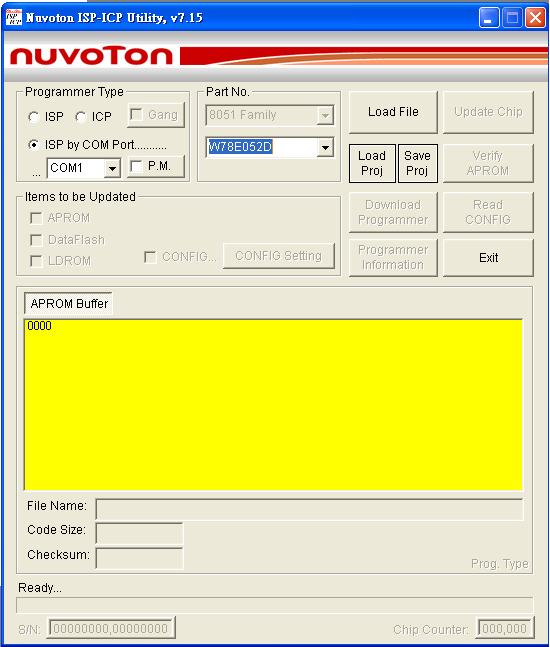 ISP ICP Nuvoton ISP-ICP Utility, v7.15
nuvoTon
Programmer Type
ISP ICP Gang
ISP by COM Port...........
... COM1 P.M.
Part No.
8051 Family
W78E052D
Load File Update Chip
Load Proj Save Proj Verify APROM
Download Programmer Read CONFIG
Programmer Information Exit
Items to be Updated
APROM
DataFlash
LDROM CONFIG... CONFIG Setting
APROM Buffer
0000
File Name:
Code Size:
Checksum:
Prog. Type
Ready...
S/N: 00000000,00000000 Chip Counter: 000,000